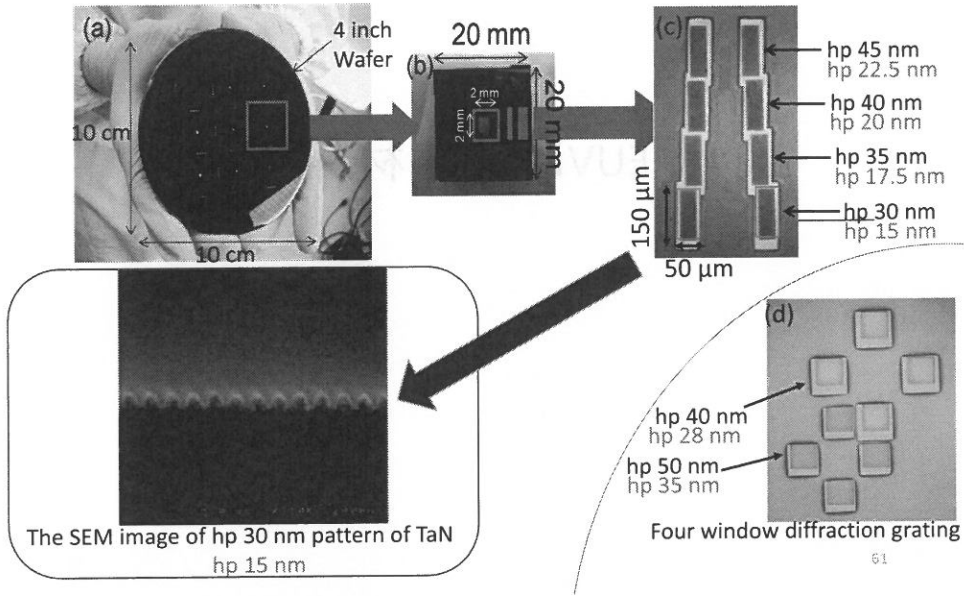 (a)
4 inch
Wafer
10 cm
10 cm
(b)
20 mm
20 mm
2 mm
2 mm
(c)
hp 45 nm
hp 22.5 nm
hp 40 nm
hp 20 nm
hp 35 nm
hp 17.5 nm
hp 30 nm
hp 15 nm
150 µm
50 µm
The SEM image of hp 30 nm pattern of TaN
hp 15 nm
(d)
hp 40 nm
hp 28 nm
hp 50 nm
hp 35 nm
Four window diffraction grating
61